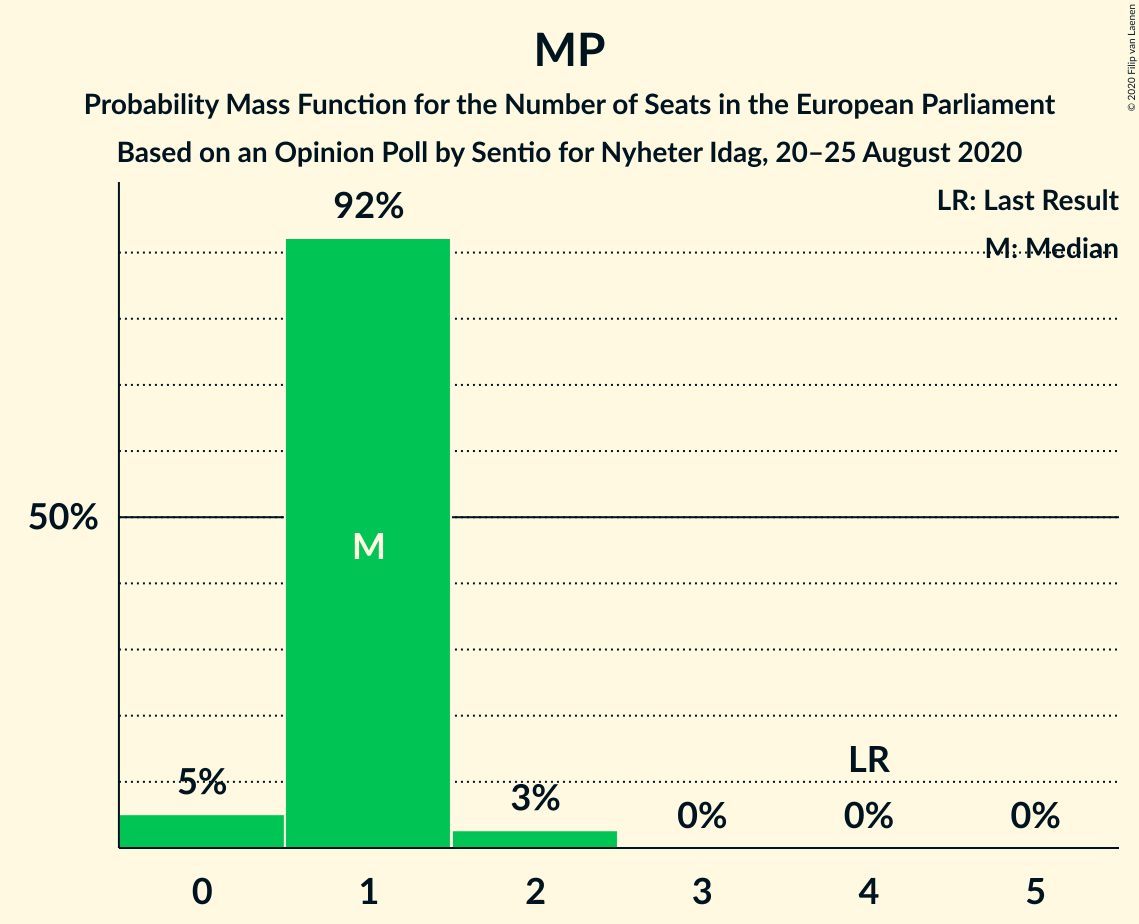 MP
Probability Mass Function for the Number of Seats in the European Parliament
Based on an Opinion Poll by Sentio for Nyheter Idag, 20–25 August 2020
© 2020 Filip van Laenen
LR: Last Result
M: Median
92%
50%
M
5%
3%
0%
LR
0%
0%
0 1 2 3 4 5